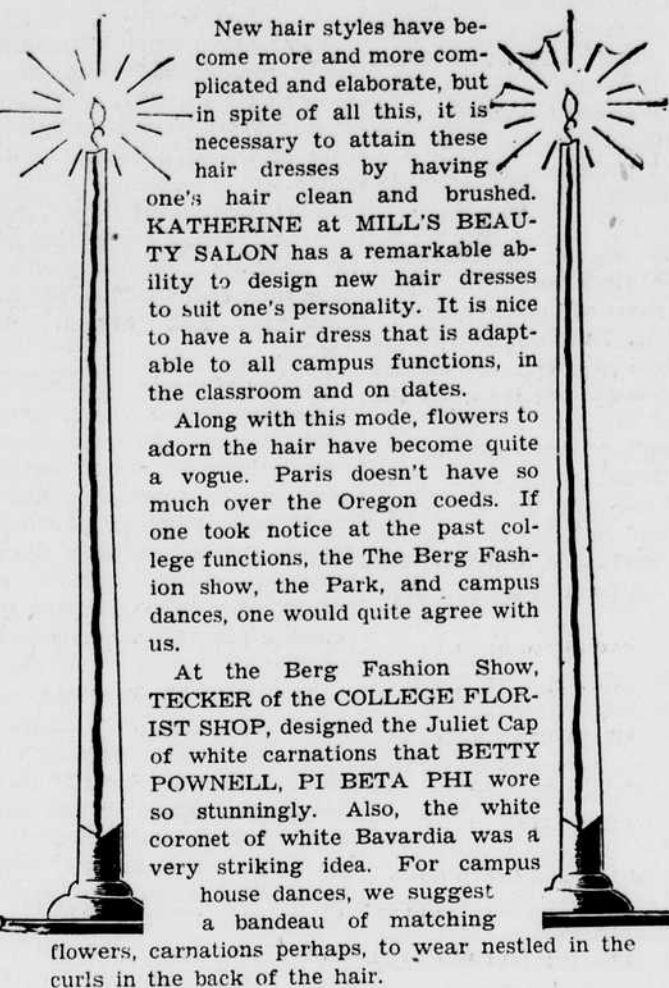 New hair styles have be-
come more and more com-
plicated and elaborate, but
in spite of all this, it is
necessary to attain these
hair dresses by having
one's hair clean and brushed.
KATHERINE at MILL'S BEAU-
TY SALON has a remarkable ab-
ility to design new hair dresses
to suit one's personality. It is nice
to have a hair dress that is adapt-
able to all campus functions, in
the classroom and on dates.
Along with this mode, flowers to
adorn the hair have become quite
a vogue. Paris doesn't have so
much over the Oregon coeds. If
one took notice at the past col-
lege functions, the The Berg Fash-
ion show, the Park, and campus
dances, one would quite agree with
us.
At the Berg Fashion Show,
TECKER of the COLLEGE FLOR-
IST SHOP, designed the Juliet Cap
of white carnations that BETTY
POWNELL, PI BETA PHI wore
so stunningly. Also, the white
coronet of white Bavardia was a
very striking idea. For campus
house dances, we suggest
a bandeau of matching
flowers, carnations perhaps, to wear nestled in the
curls in the back of the hair.